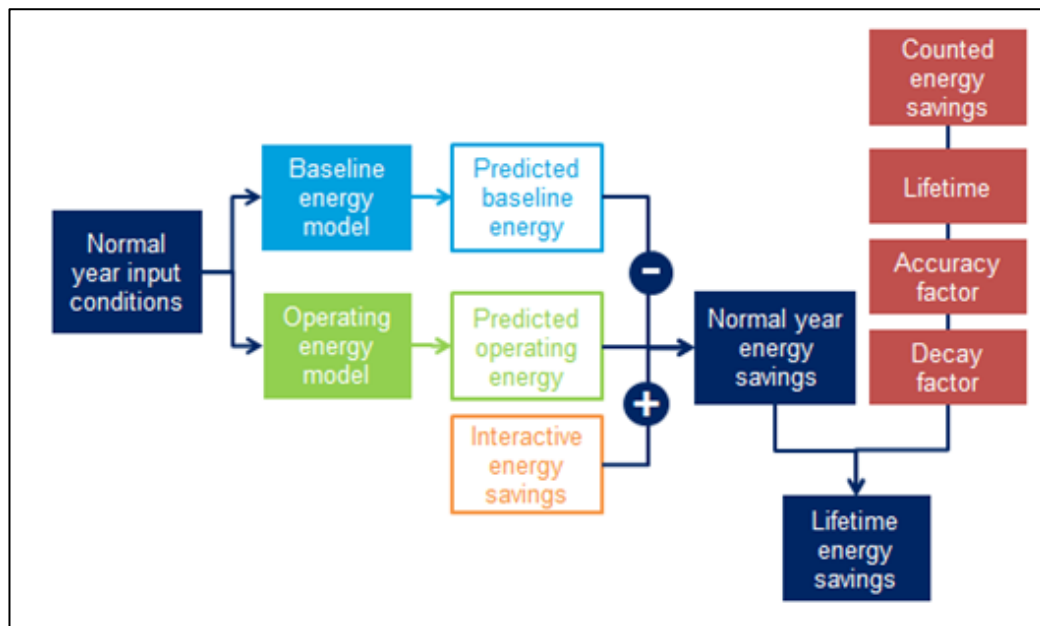 Normal
year input
conditions
Baseline
energy
model
Predicted
baseline
energy
Operating
energy
model
Predicted
operating
energy
Interactive
energy
savings
-
+
Normal year
energy
savings
Counted
energy
savings
Lifetime
Accuracy
factor
Decay
factor
Lifetime
energy
savings